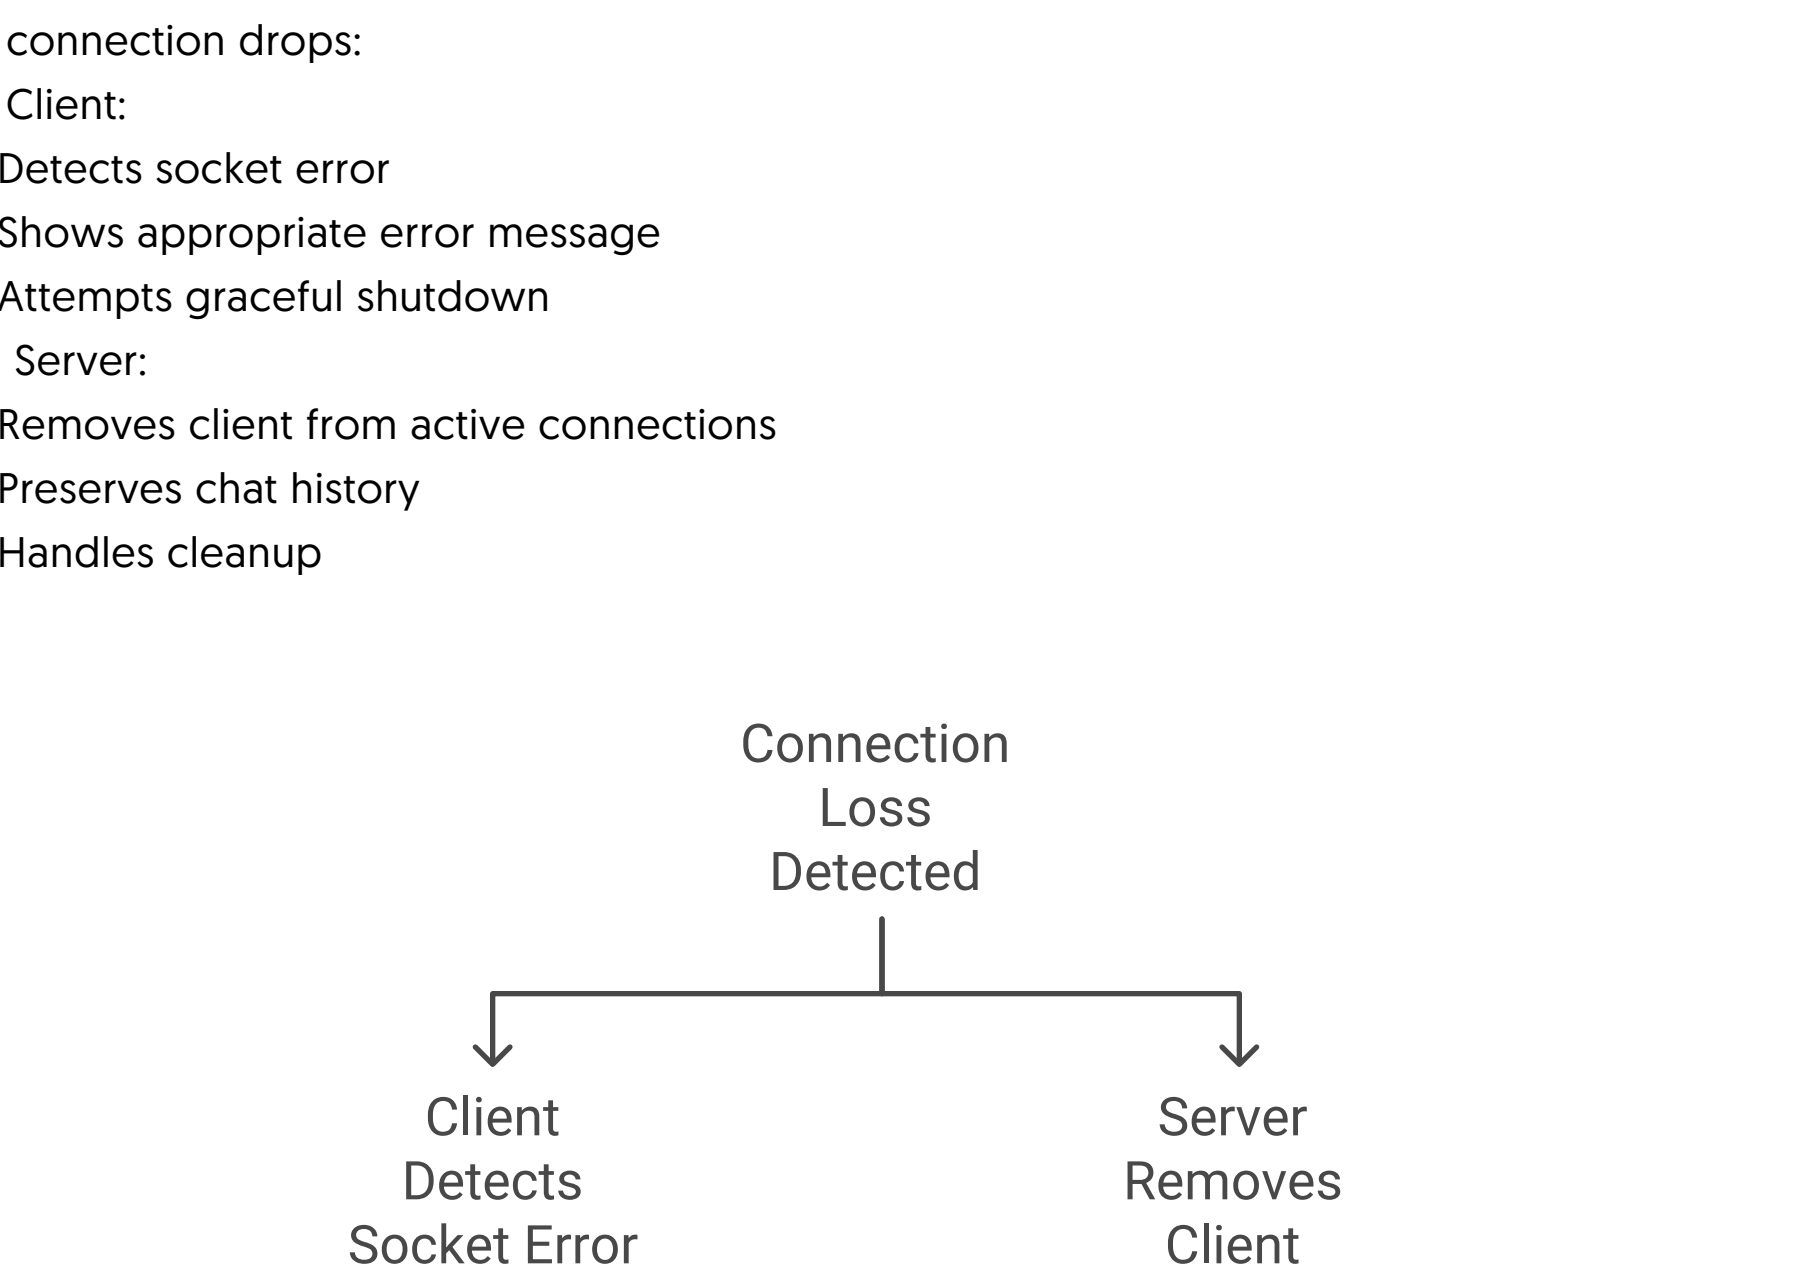 connection drops:
Client:
Detects socket error
Shows appropriate error message
Attempts graceful shutdown
Server:
Removes client from active connections
Preserves chat history
Handles cleanup
Connection
Loss
Detected
Client
Detects
Socket Error
Server
Removes
Client